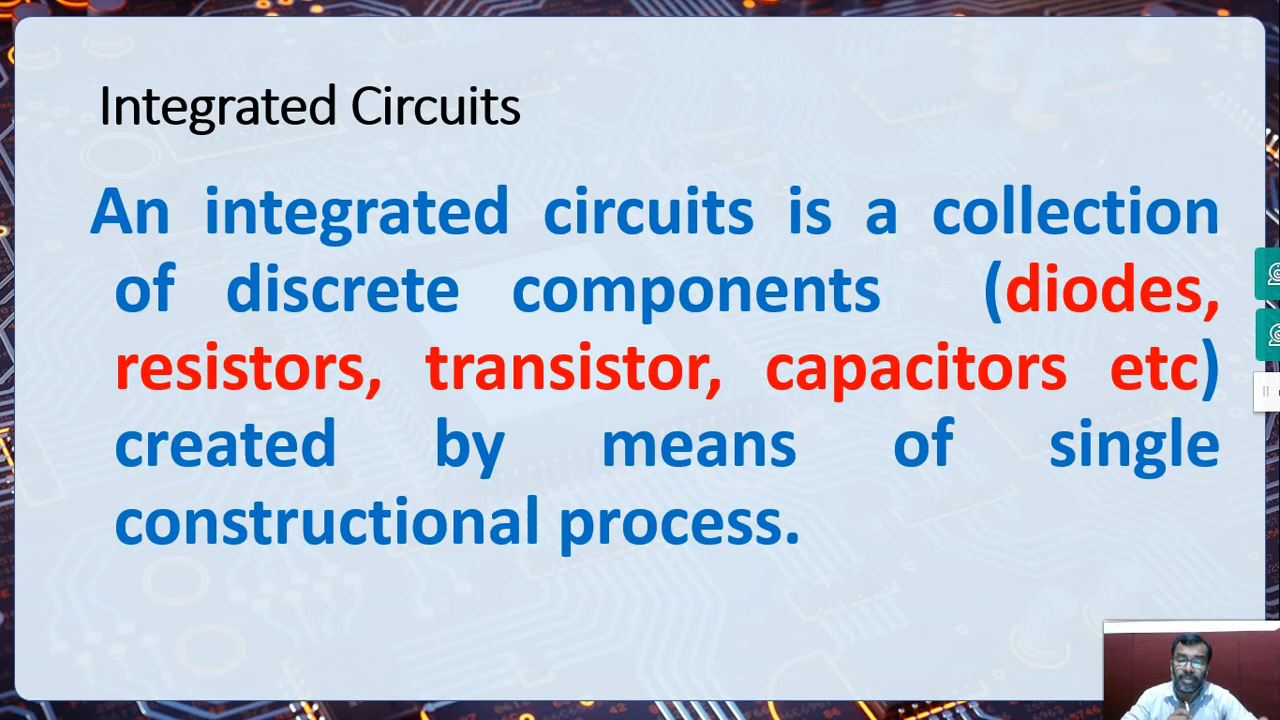 Integrated Circuits
An integrated circuits is a collection
of discrete components (diodes,
resistors, transistor, capacitors etc)
created by means of single
constructional process.